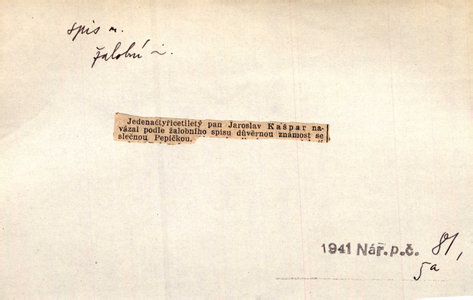 spis m.
žalobní ~.
Jedenačtyřicetiletý pan Jaroslav Kašpar na-
vázal podle žalobního spisu důvěrnou známost se
slečnou Pepičkou.
1941 Nář.p.č. 81,
5a